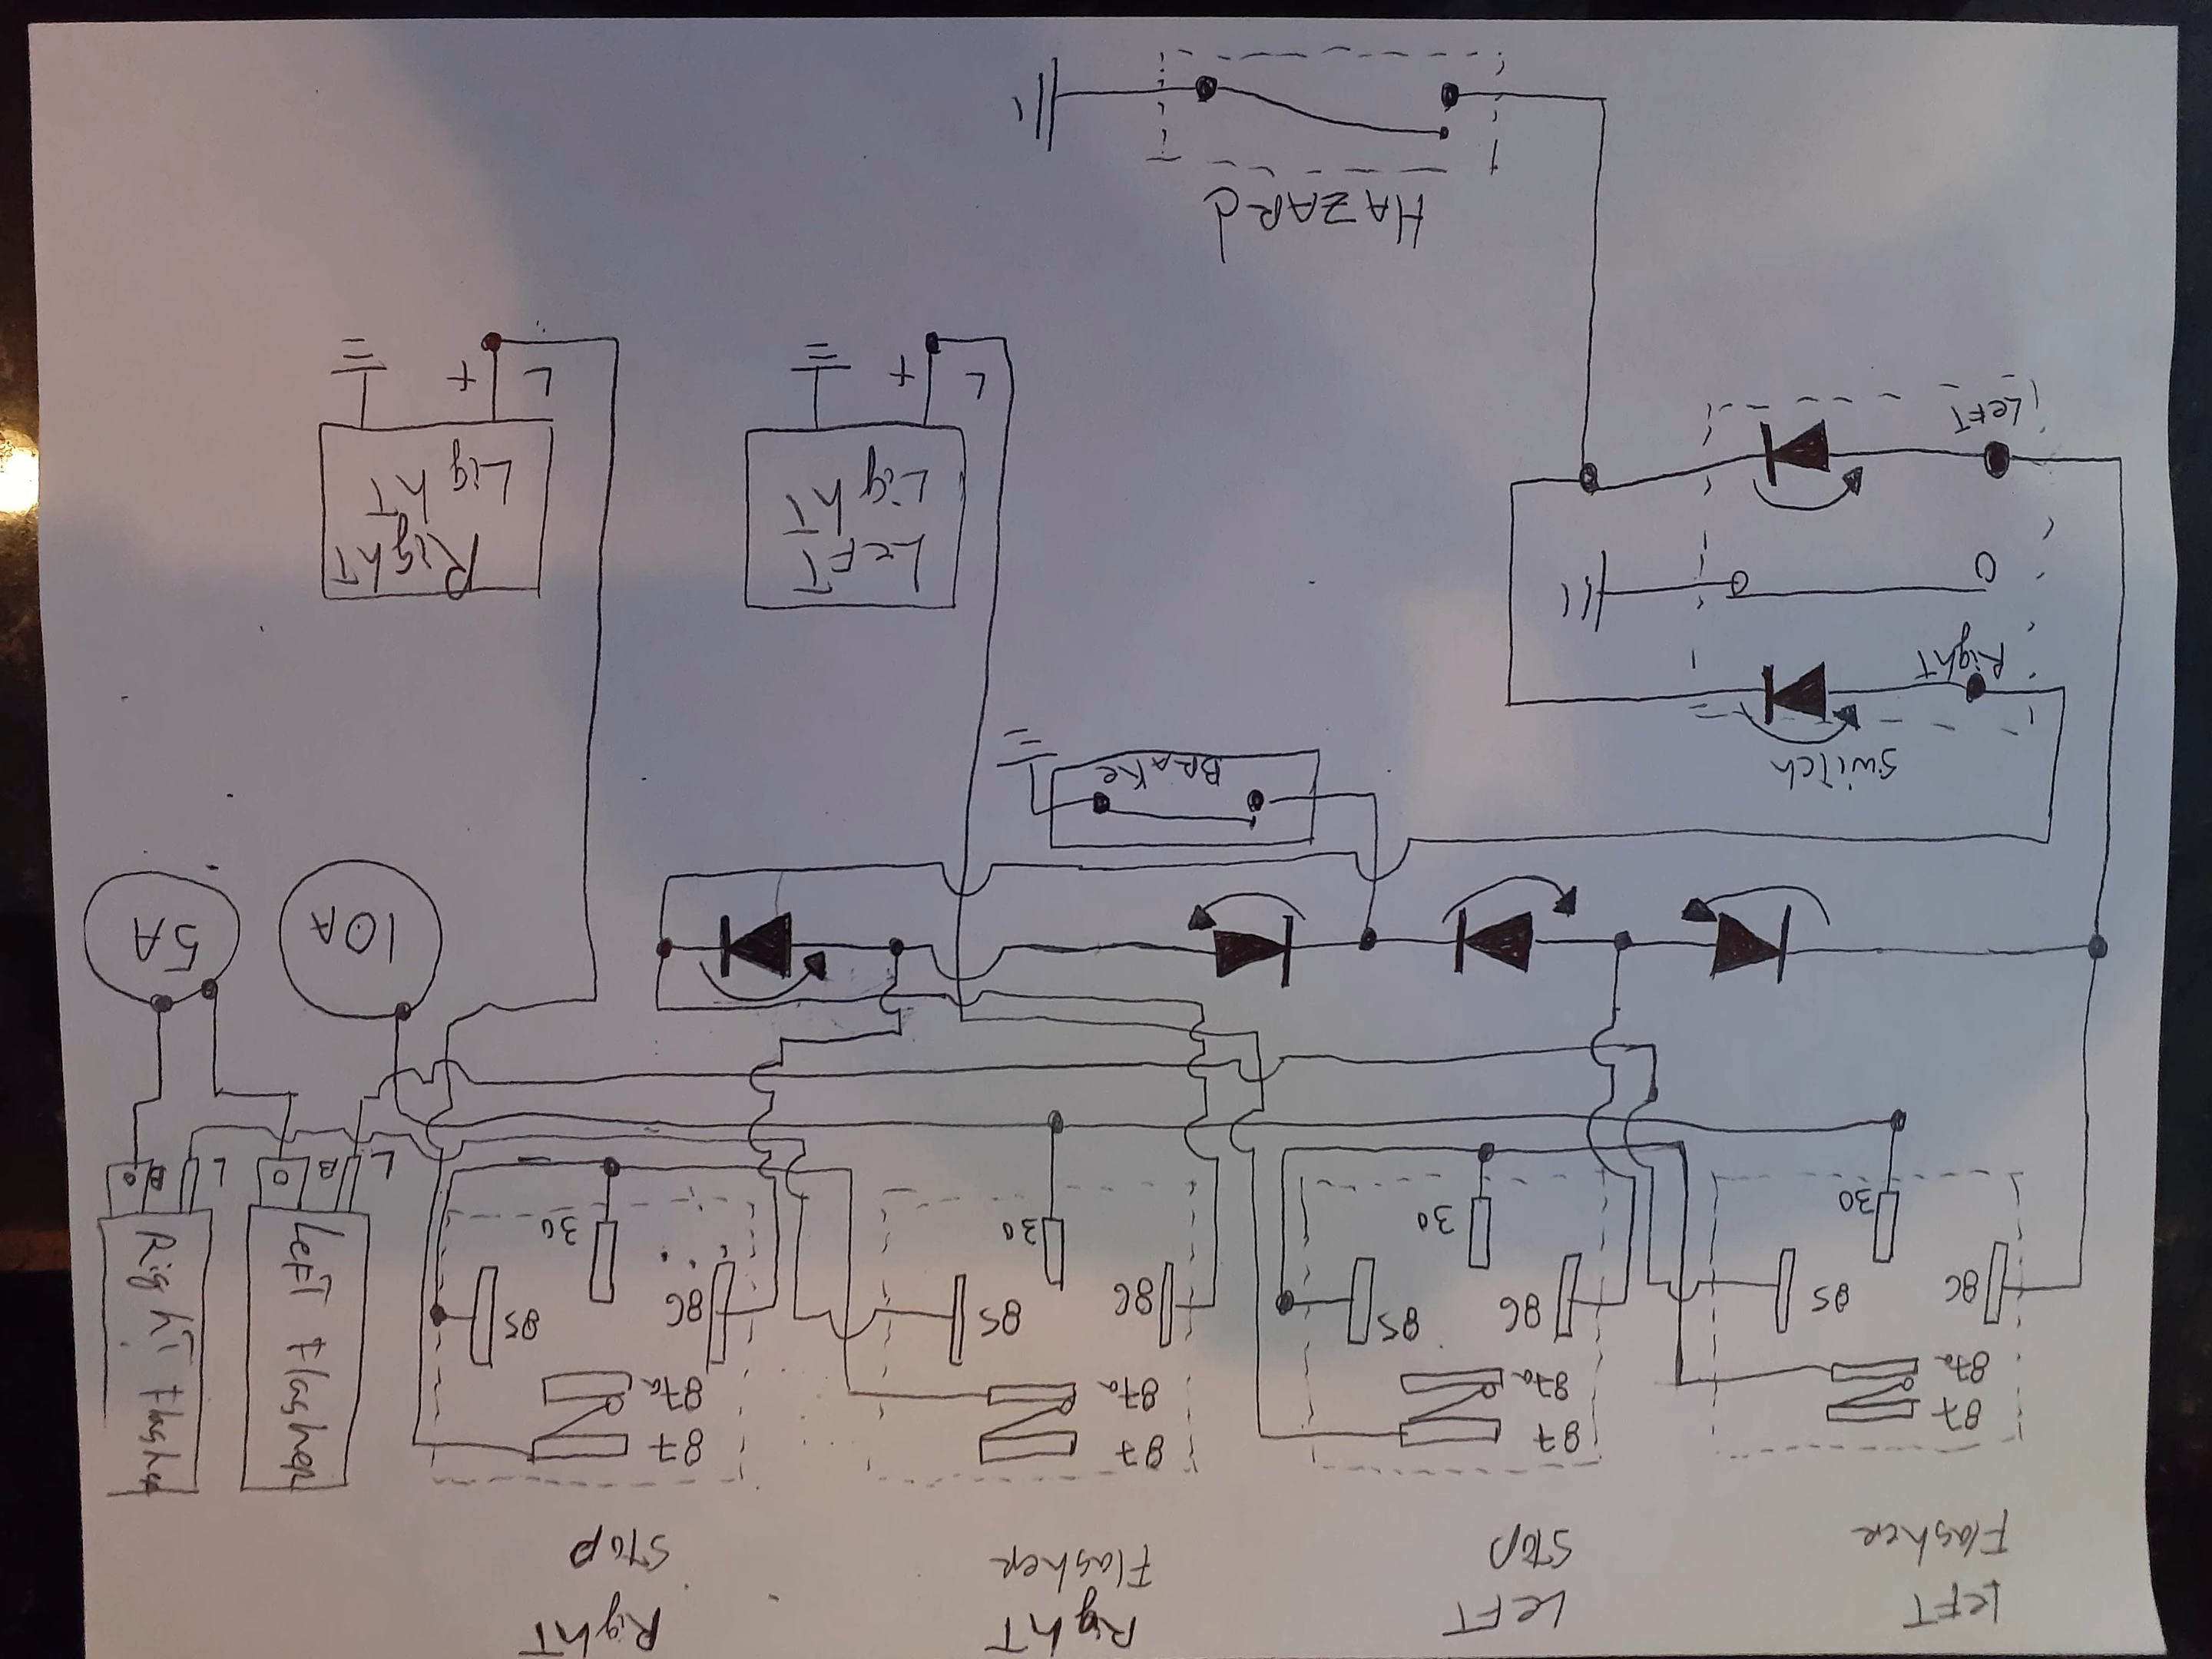 LEFT
Flasher
87
87a
86
85
30
LEFT
STOP
87
87a
86
85
30
RighT
Flasher
87
87a
86
85
30
RighT
STOP
87
87a
86
85
30
LeFT Flasher
L
B
RighT Flasher
L
B
10A
5A
Switch
RighT
LeFT
BRAKe
LeFT
LighT
L
+
RighT
LighT
L
+
HAZARd